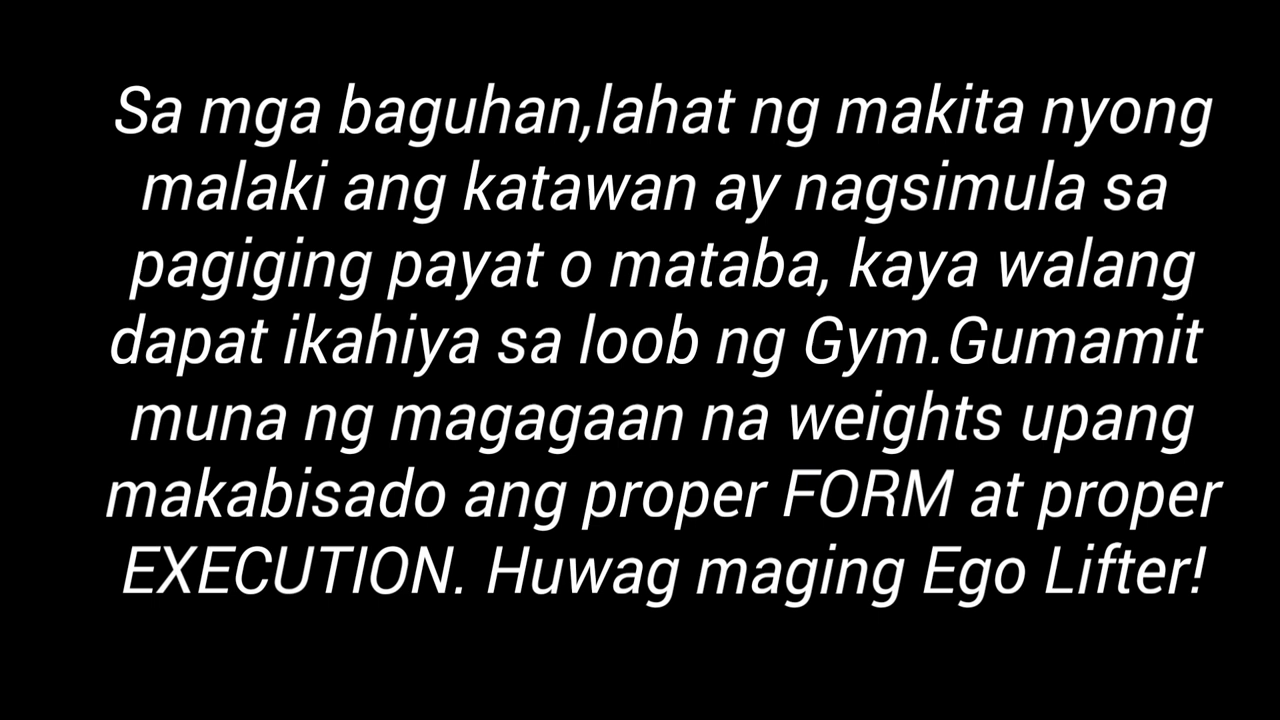 Sa mga baguhan,lahat ng makita nyong
malaki ang katawan ay nagsimula sa
pagiging payat o mataba, kaya walang
dapat ikahiya sa loob ng Gym.Gumamit
muna ng magagaan na weights upang
makabisado ang proper FORM at proper
EXECUTION. Huwag maging Ego Lifter!